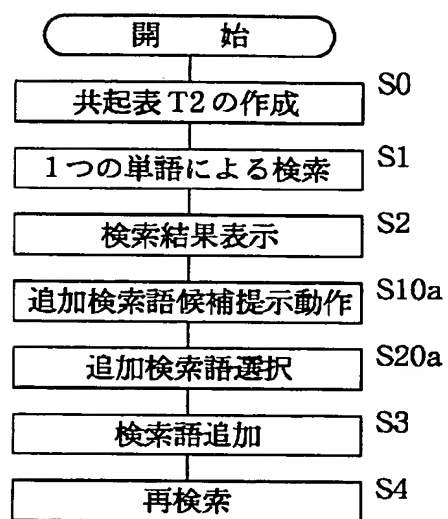 開　始
共起表T2の作成 S0
1つの単語による検索 S1
検索結果表示 S2
追加検索語候補提示動作 S10a
追加検索語選択 S20a
検索語追加 S3
再検索 S4